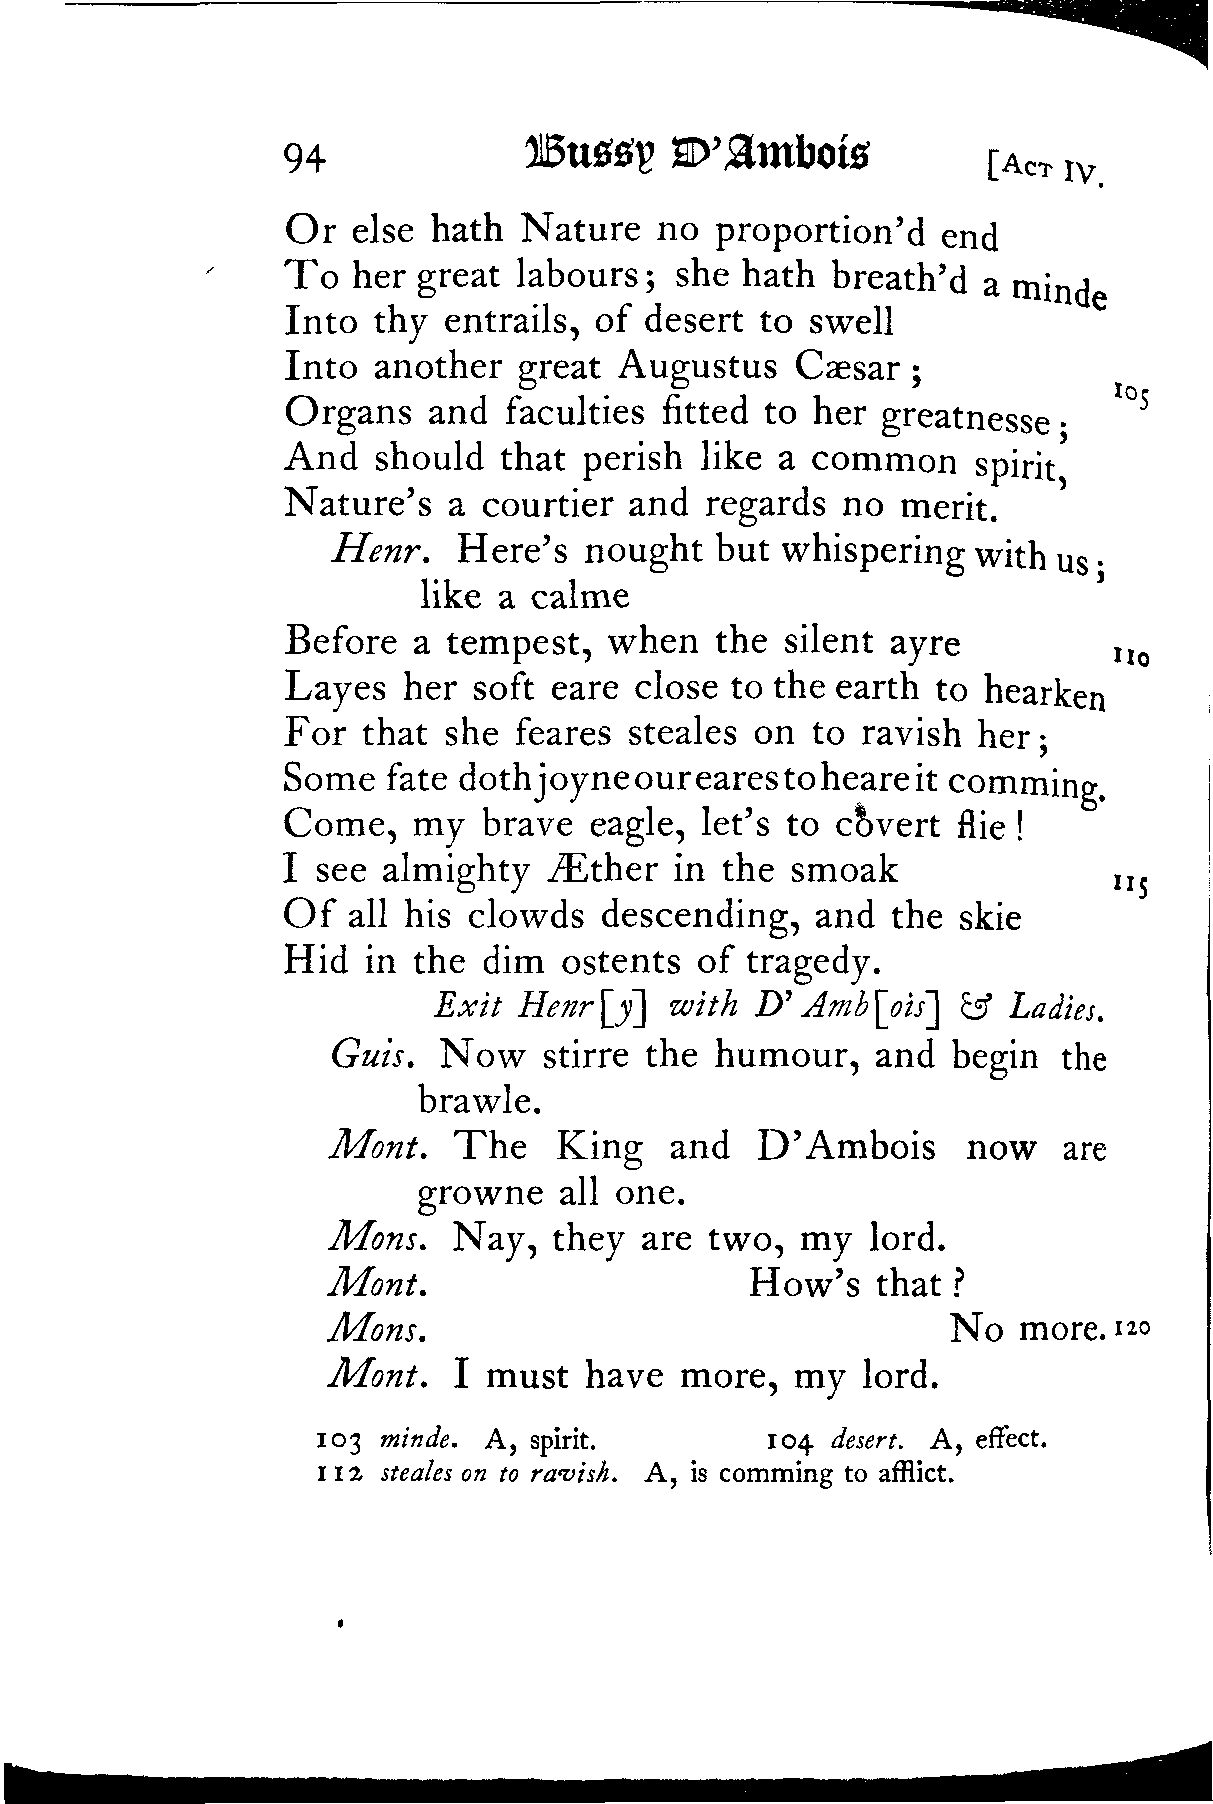 94 Bussy D'Ambois [ACT IV.
Or else hath Nature no proportion'd end
To her great labours; she hath breath'd a minde
Into thy entrails, of desert to swell
Into another great Augustus Cæsar;
105
Organs and faculties fitted to her greatnesse;
And should that perish like a common spirit,
Nature's a courtier and regards no merit.
Henr. Here's nought but whispering with us;
like a calme
Before a tempest, when the silent ayre 110
Layes her soft eare close to the earth to hearken
For that she feares steales on to ravish her;
Some fate doth joyne our eares to heare it comming.
Come, my brave eagle, let's to covert flie!
I see almighty Æther in the smoak 115
Of all his clowds descending, and the skie
Hid in the dim ostents of tragedy.
Exit Henr[y] with D'Amb[ois] & Ladies.
Guis. Now stirre the humour, and begin the
brawle.
Mont. The King and D'Ambois now are
growne all one.
Mons. Nay, they are two, my lord.
Mont. How's that?
Mons. No more. 120
Mont. I must have more, my lord.
103 minde. A, spirit. 104 desert. A, effect.
112 steales on to ravish. A, is comming to afflict.